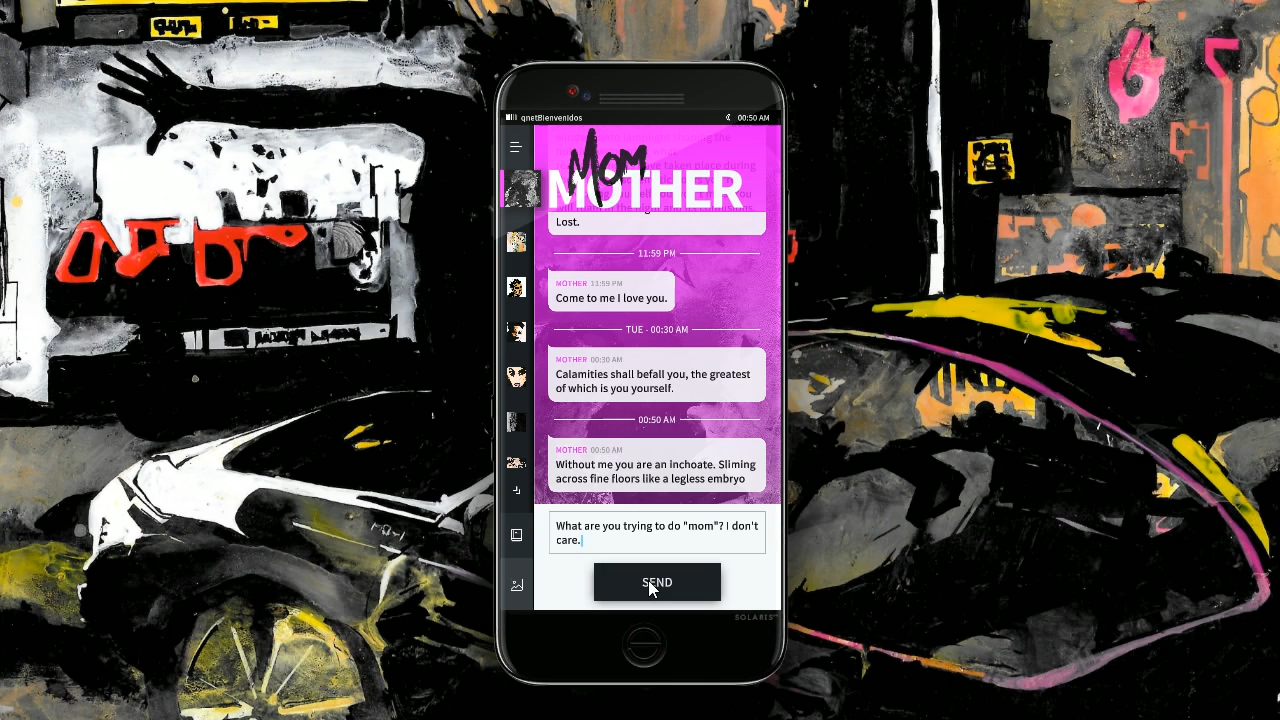 qnetBienvenidos
00:50 AM
Mom
MOTHER
Lost.
11:59 PM
MOTHER 11:59 PM
Come to me I love you.
TUE - 00:30 AM
MOTHER 00:30 AM
Calamities shall befall you, the greatest
of which is you yourself.
00:50 AM
MOTHER 00:50 AM
Without me you are an inchoate. Sliming
across fine floors like a legless embryo
What are you trying to do "mom"? I don't
care.
SEND
SOLARIS
6